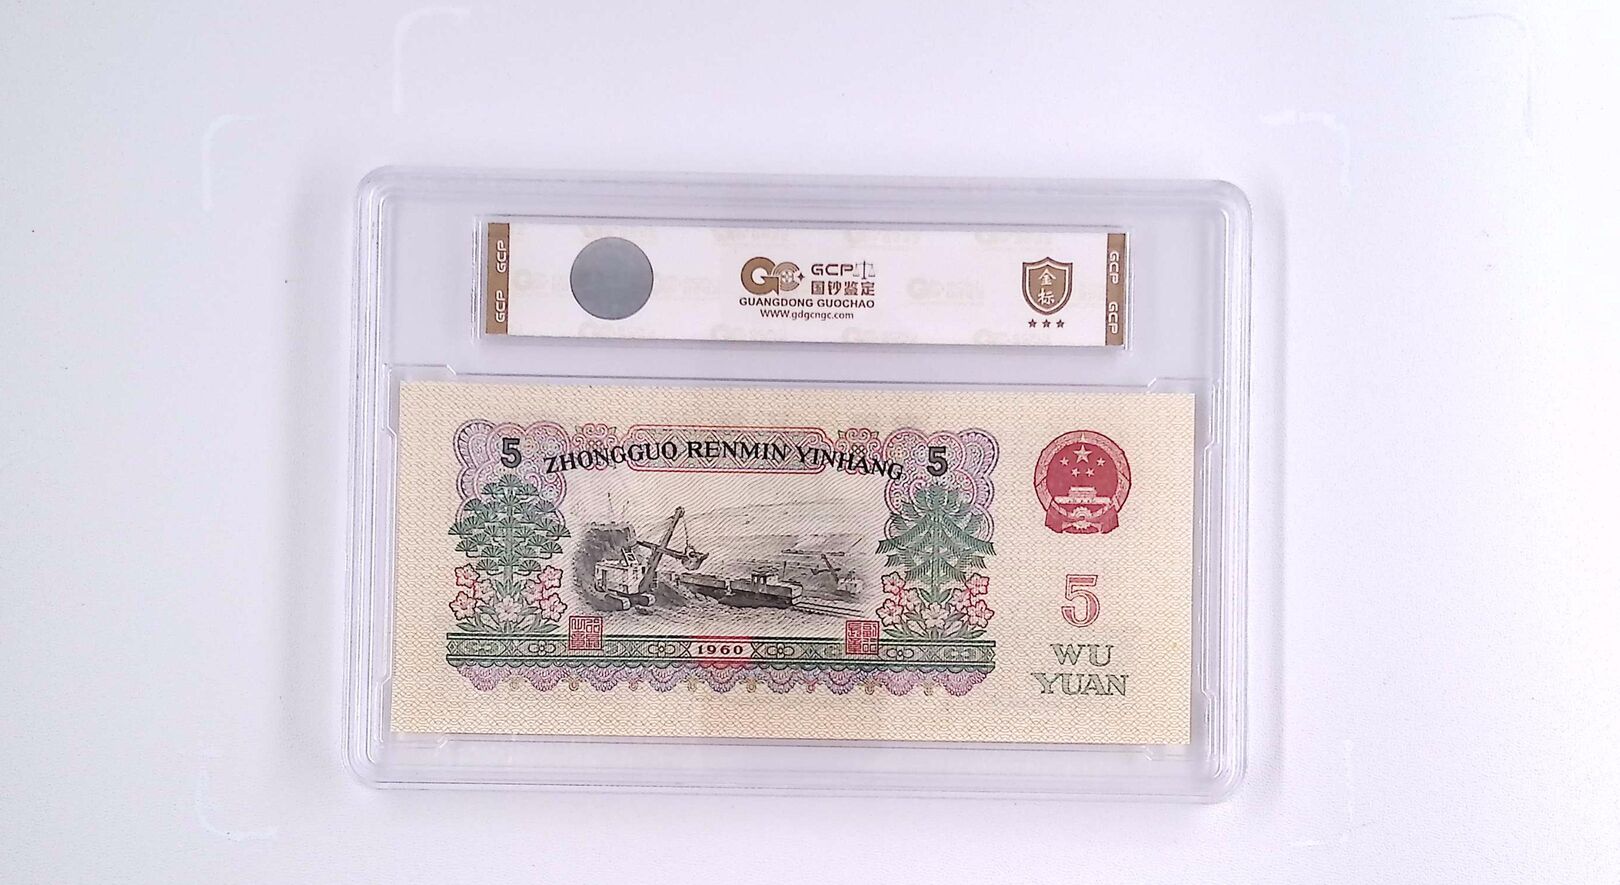 GCP GCP
GCP
国钞鉴定
GUANGDONG GUOCHAO
www.gdgcngc.com
金
标
GCP GCP
5 ZHONGGUO RENMIN YINHANG 5
1960
5
WU
YUAN